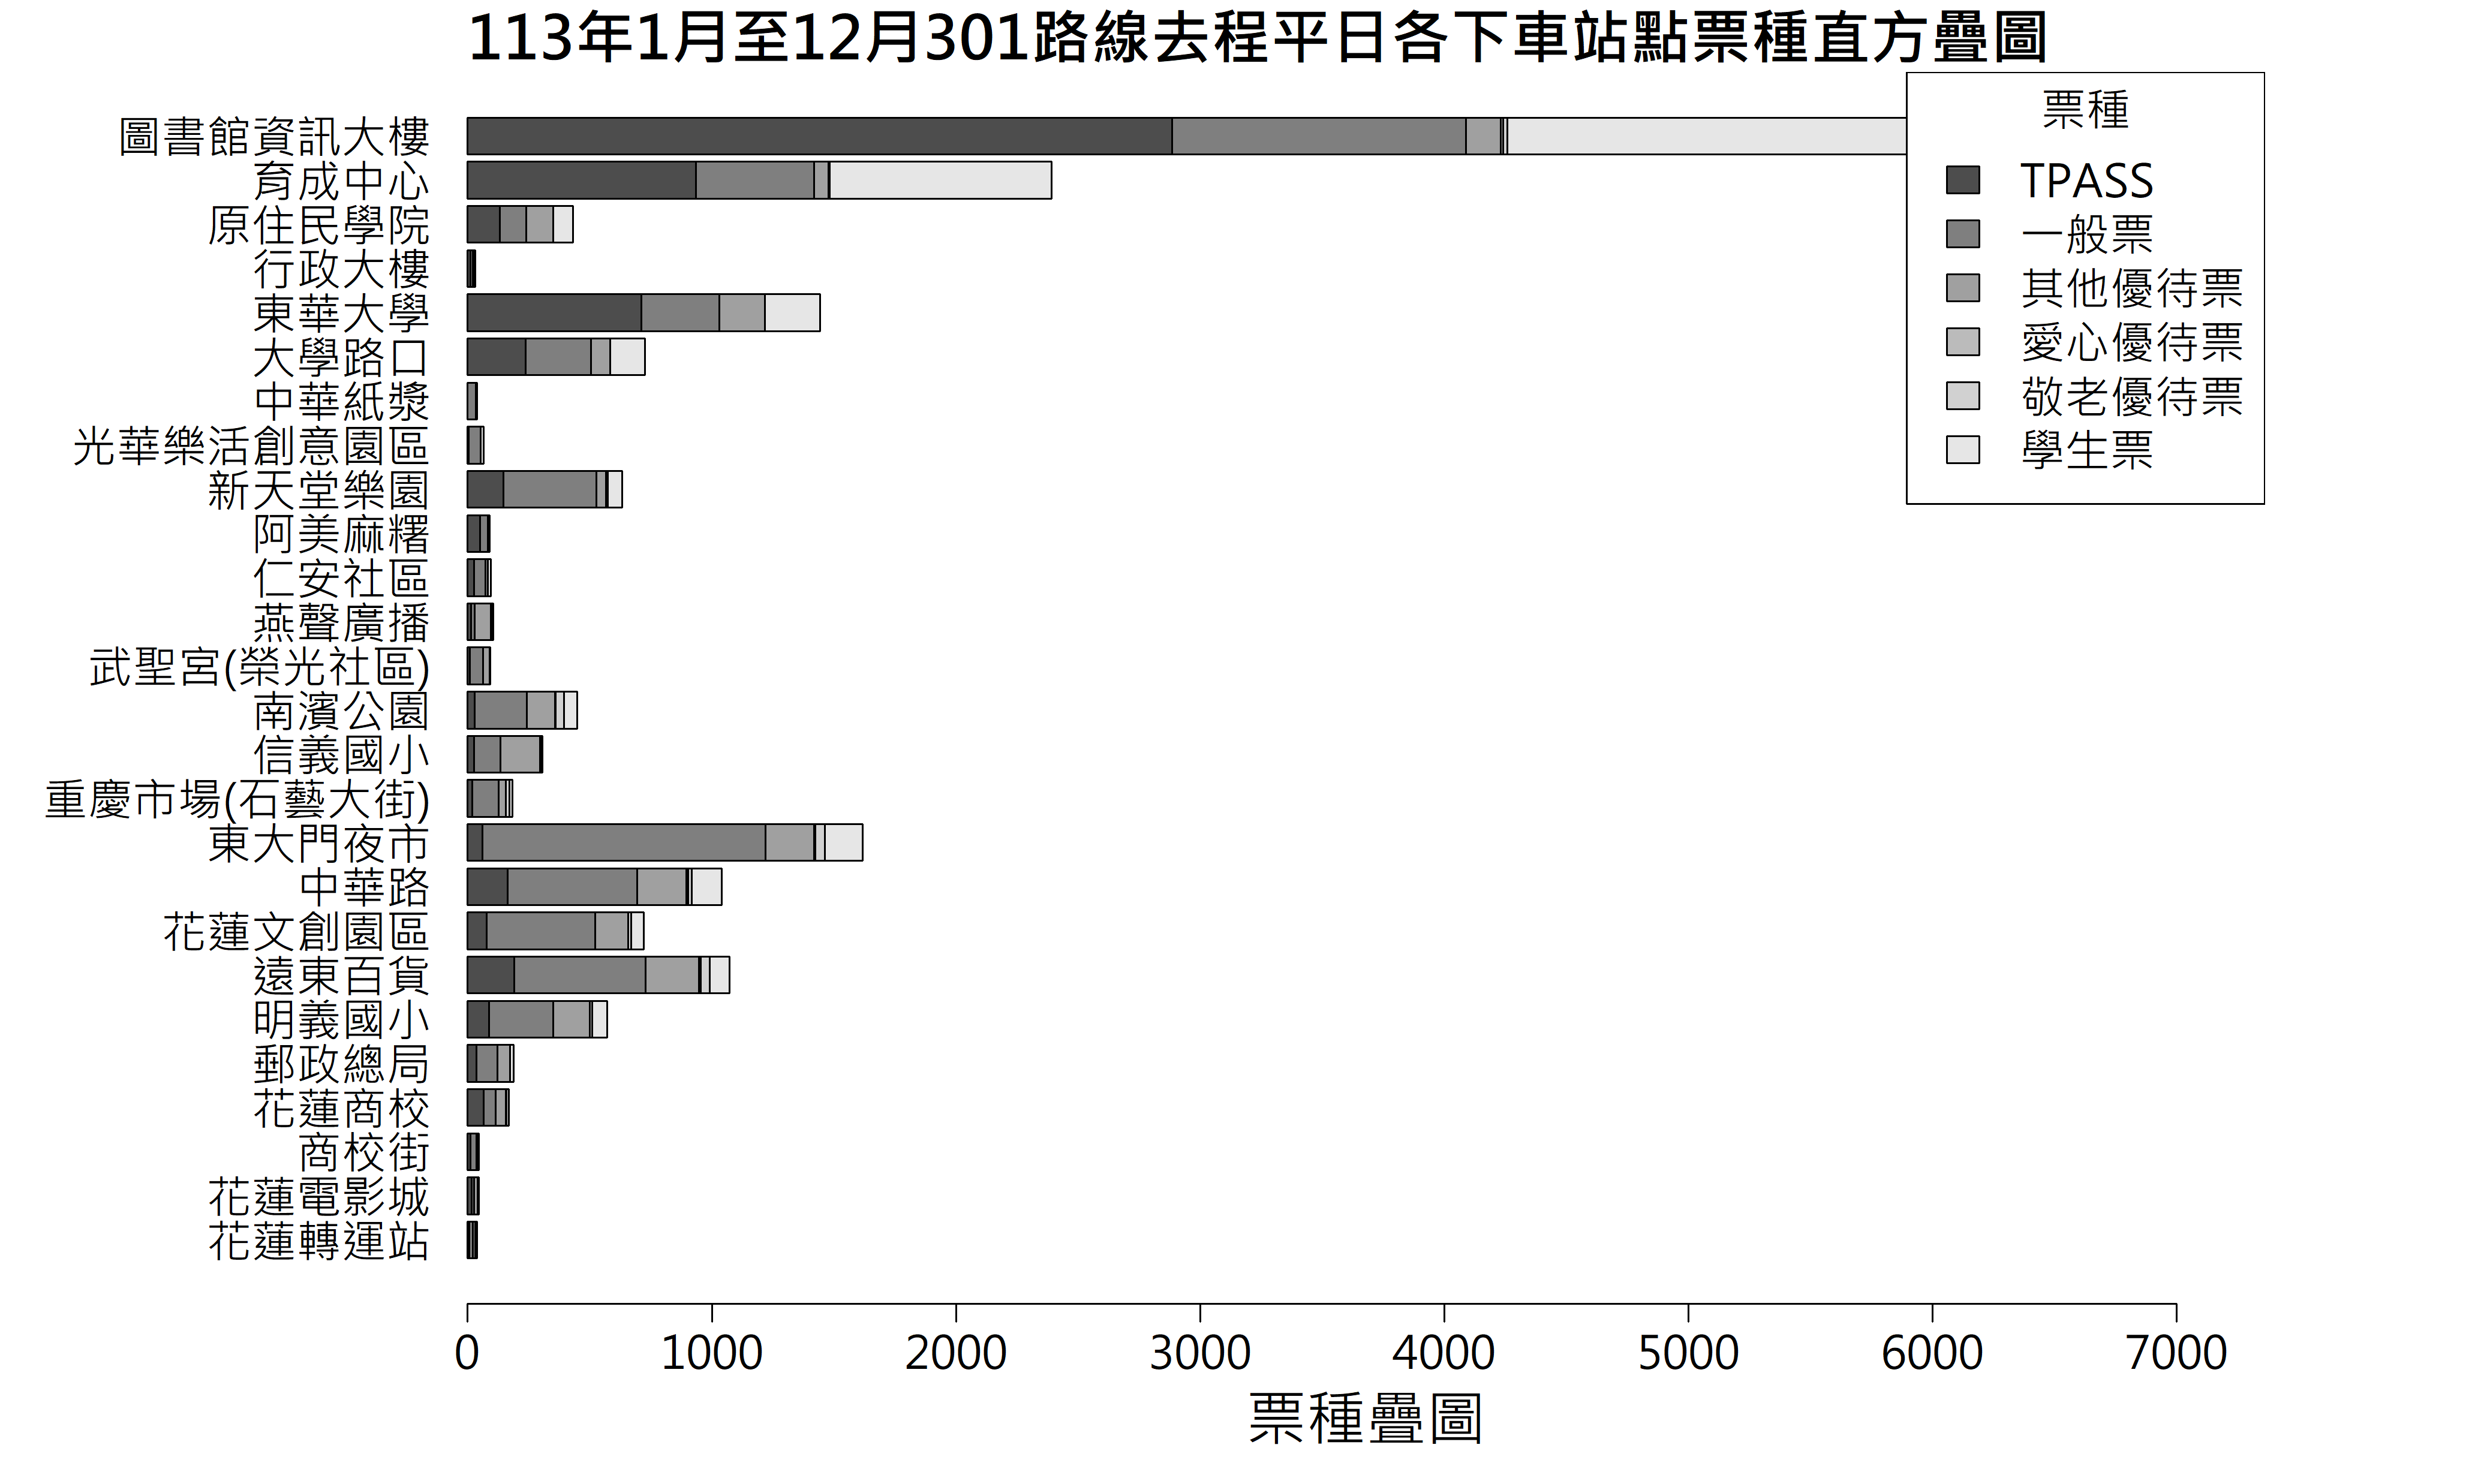 113年1月至12月301路線去程平日各下車站點票種直方疊圖
圖書館資訊大樓
育成中心
原住民學院
行政大樓
東華大學
大學路口
中華紙漿
光華樂活創意園區
新天堂樂園
阿美麻糬
仁安社區
燕聲廣播
武聖宮(榮光社區)
南濱公園
信義國小
重慶市場(石藝大街)
東大門夜市
中華路
花蓮文創園區
遠東百貨
明義國小
郵政總局
花蓮商校
商校街
花蓮電影城
花蓮轉運站
票種
TPASS
一般票
其他優待票
愛心優待票
敬老優待票
學生票
0 1000 2000 3000 4000 5000 6000 7000
票種疊圖